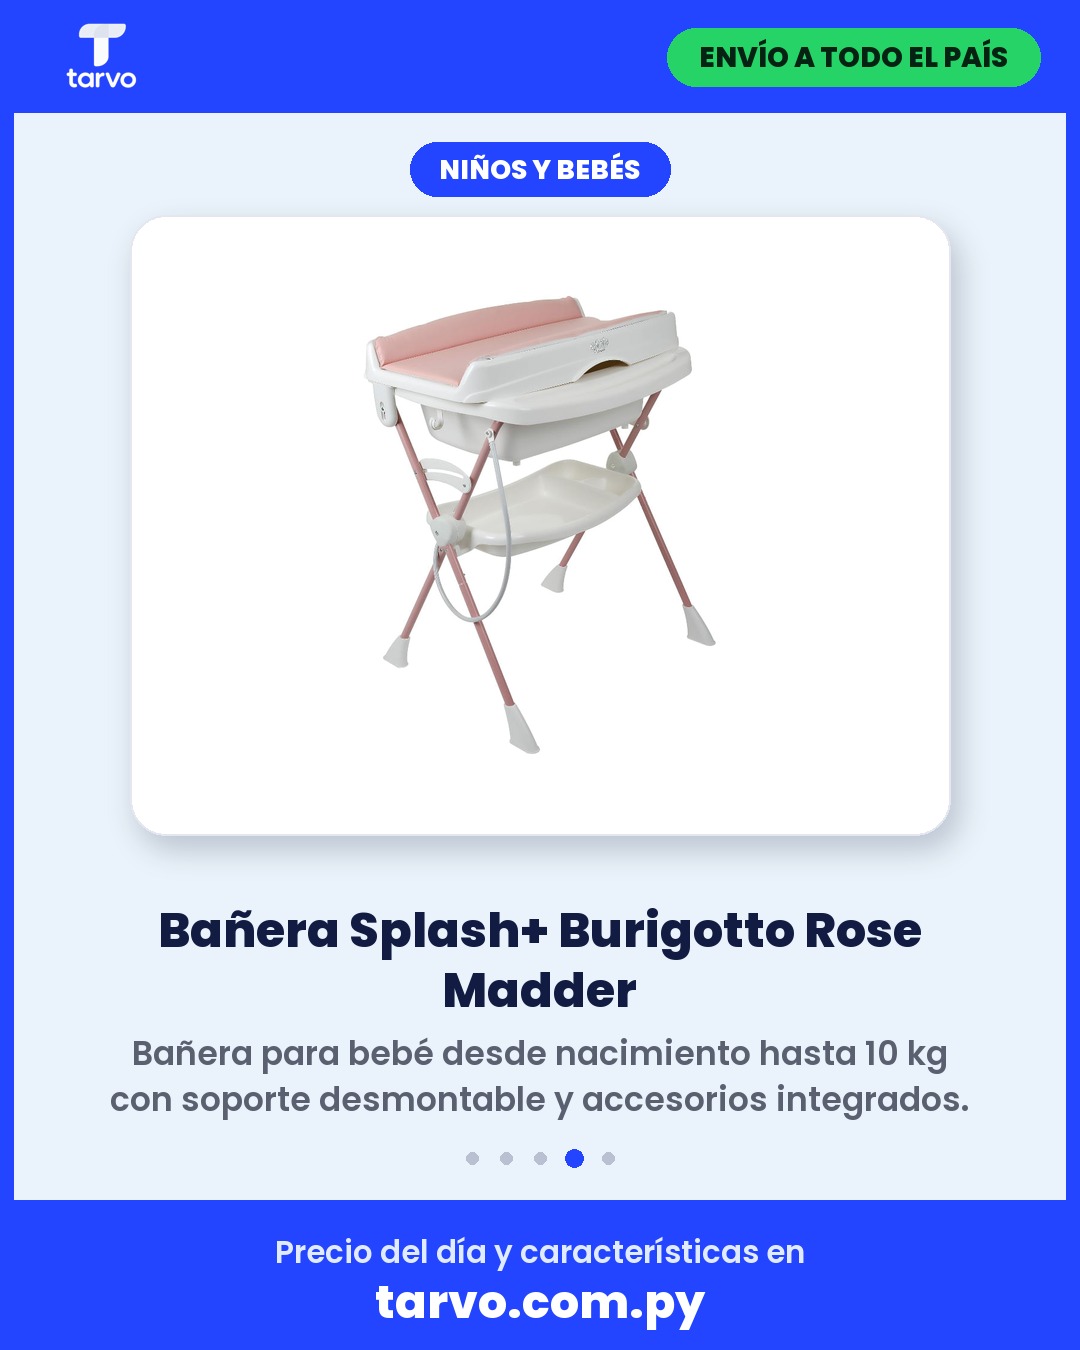 tarvo
ENVÍO A TODO EL PAÍS
NIÑOS Y BEBÉS
Bañera Splash+ Burigotto Rose
Madder
Bañera para bebé desde nacimiento hasta 10 kg
con soporte desmontable y accesorios integrados.
Precio del día y características en
tarvo.com.py